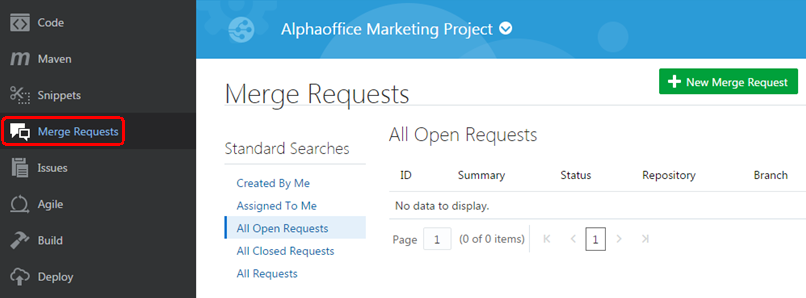 Code
Maven
Snippets
Merge Requests
Issues
Agile
Build
Deploy
Alphaoffice Marketing Project
Merge Requests
New Merge Request
Standard Searches
Created By Me
Assigned To Me
All Open Requests
All Closed Requests
All Requests
All Open Requests
ID Summary Status Repository Branch
No data to display.
Page 1 (0 of 0 items) 1